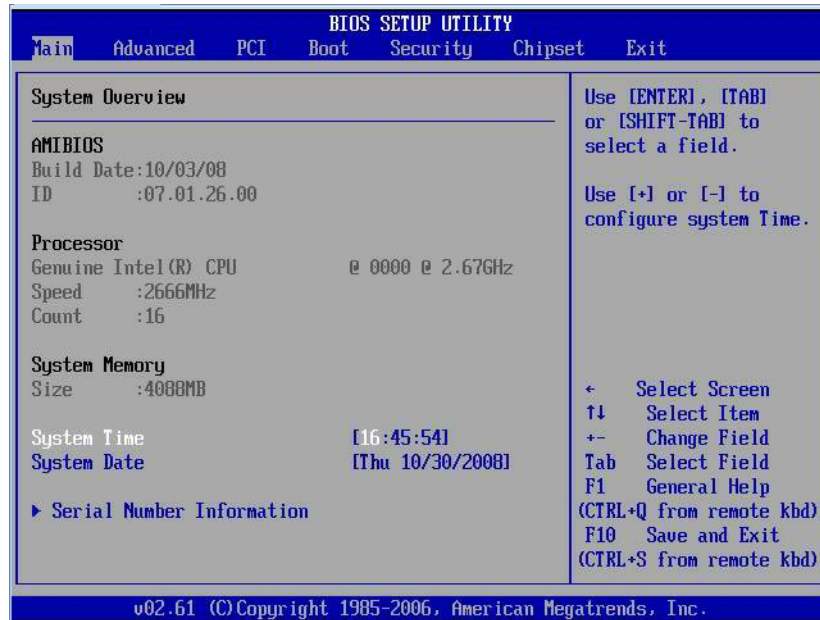 BIOS SETUP UTILITY
Main Advanced PCI Boot Security Chipset Exit
System Overview
AMIBIOS
Build Date:10/03/08
ID :07.01.26.00
Processor
Genuine Intel(R) CPU @ 0000 @ 2.67GHz
Speed :2666MHz
Count :16
System Memory
Size :4088MB
System Time [16:45:54]
System Date [Thu 10/30/2008]
Serial Number Information
Use [ENTER], [TAB]
or [SHIFT-TAB] to
select a field.
Use [+] or [-] to
configure system Time.
← Select Screen
↑↓ Select Item
+- Change Field
Tab Select Field
F1 General Help
(CTRL+Q from remote kbd)
F10 Save and Exit
(CTRL+S from remote kbd)
v02.61 (C)Copyright 1985-2006, American Megatrends, Inc.